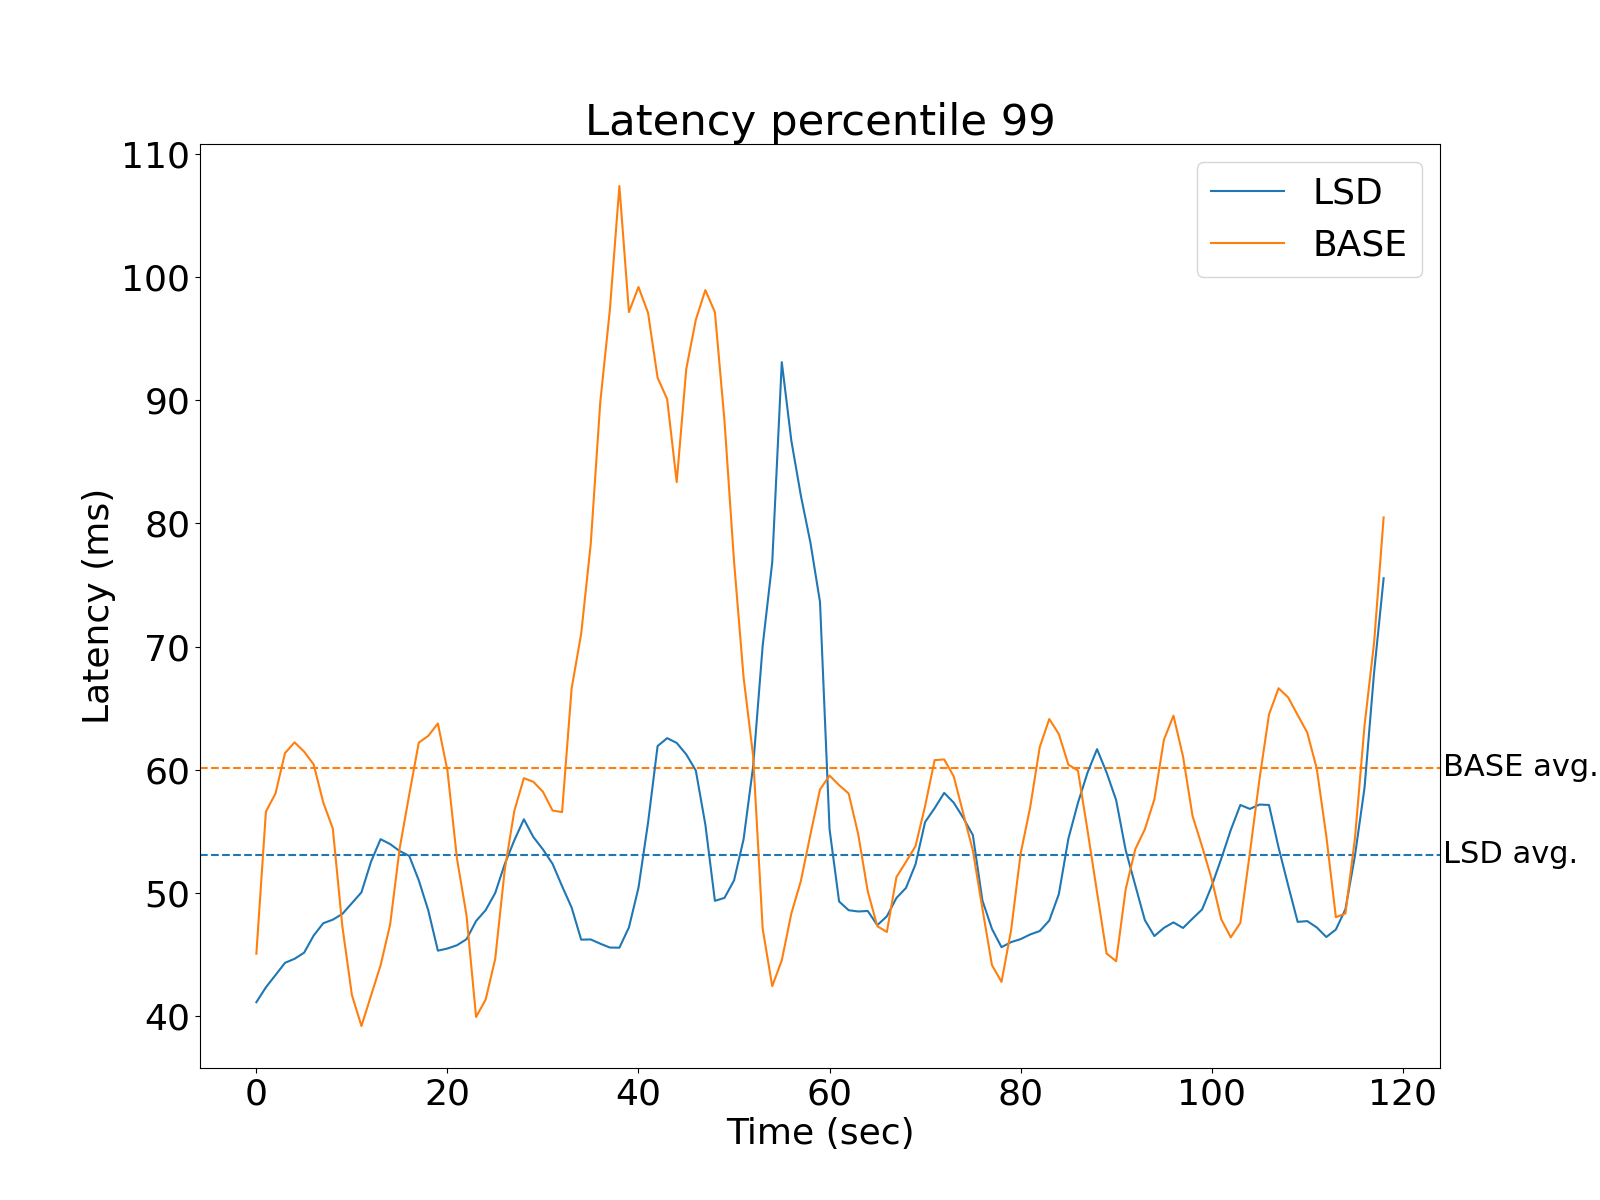 Latency percentile 99
110
100
90
80
70
60
50
40
Latency (ms)
LSD
BASE
BASE avg.
LSD avg.
0 20 40 60 80 100 120
Time (sec)